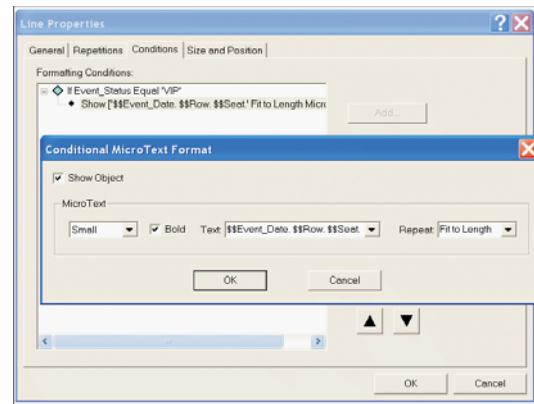 Line Properties
General Repetitions Conditions Size and Position
Formatting Conditions:
If Event_Status Equal 'VIP'
Show ['$$Event_Date. $$Row. $$Seat.' Fit to Length Micro
Add...
Conditional MicroText Format
Show Object
MicroText
Small Bold Text: $$Event_Date. $$Row. $$Seat. Repeat: Fit to Length
OK Cancel
OK Cancel